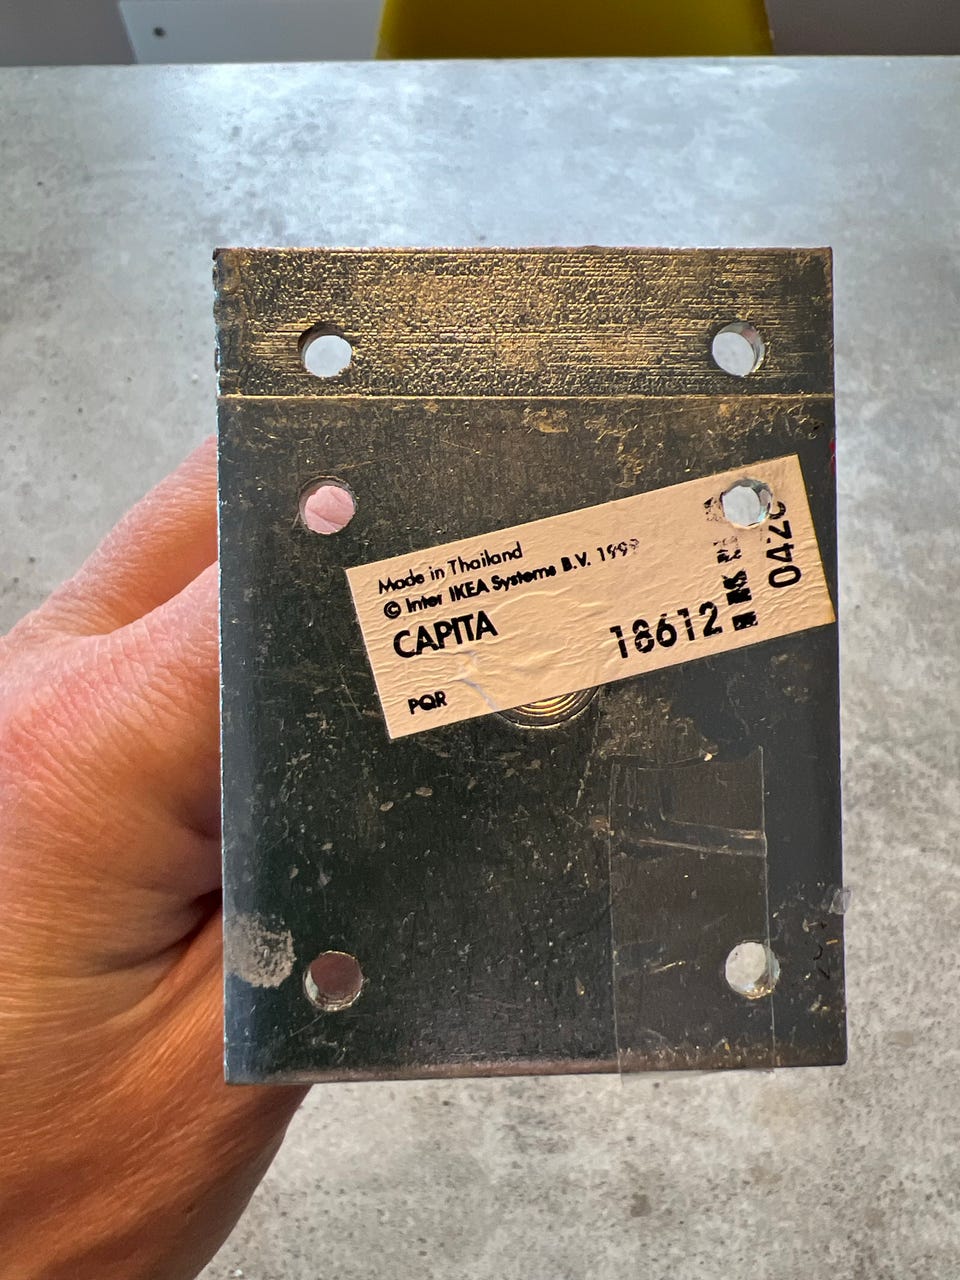 Made in Thailand
© Inter IKEA Systems B.V. 1999
CAPITA
18612
PQR